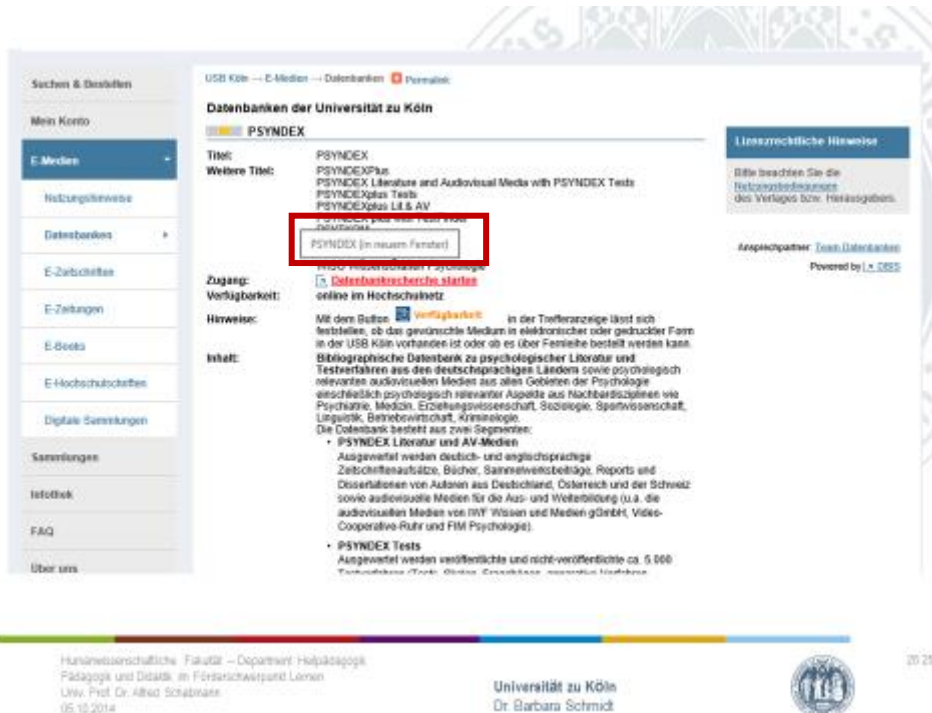 USB Köln → E-Medien → Datenbanken Permalink
Suchen & Bestellen
Mein Konto
E-Medien
Nutzungshinweise
Datenbanken
E-Zeitschriften
E-Zeitungen
E-Books
E-Hochschulschriften
Digitale Sammlungen
Sammlungen
Infothek
FAQ
Über uns
Datenbanken der Universität zu Köln
PSYNDEX
Titel: PSYNDEX
Weitere Titel: PSYNDEXPlus
PSYNDEX Literature and Audiovisual Media with PSYNDEX Tests
PSYNDEXplus Tests
PSYNDEXplus Lit & AV
PSYNDEX (in neuem Fenster)
Zugang: Datenbankrecherche starten
Verfügbarkeit: online im Hochschulnetz
Hinweise: Mit dem Button Verfügbarkeit in der Trefferanzeige lässt sich
feststellen, ob das gewünschte Medium in elektronischer oder gedruckter Form
in der USB Köln vorhanden ist oder ob es über Fernleihe bestellt werden kann.
Inhalt: Bibliographische Datenbank zu psychologischer Literatur und
Testverfahren aus den deutschsprachigen Ländern sowie psychologisch
relevanten audiovisuellen Medien aus allen Gebieten der Psychologie
einschließlich psychologisch relevanter Aspekte aus Nachbardisziplinen wie
Psychiatrie, Medizin, Erziehungswissenschaft, Soziologie, Sportwissenschaft,
Linguistik, Betriebswirtschaft, Kriminologie.
Die Datenbank besteht aus zwei Segmenten:
• PSYNDEX Literatur und AV-Medien
Ausgewertet werden deutsch- und englischsprachige
Zeitschriftenaufsätze, Bücher, Sammelwerksbeiträge, Reports und
Dissertationen von Autoren aus Deutschland, Österreich und der Schweiz
sowie audiovisuelle Medien für die Aus- und Weiterbildung (u.a. die
audiovisuellen Medien von IWF Wissen und Medien gGmbH, Video-
Cooperative-Ruhr und FIM Psychologie).
• PSYNDEX Tests
Ausgewertet werden veröffentlichte und nicht-veröffentlichte ca. 5.000
Lizenzrechtliche Hinweise
Bitte beachten Sie die
Nutzungsbedingungen
des Verlages bzw. Herausgebers.
Ansprechpartner: Team Datenbanken
Powered by DBIS
Humanwissenschaftliche Fakultät – Department Heilpädagogik
Pädagogik und Didaktik im Förderschwerpunkt Lernen
Univ. Prof. Dr. Alfred Schabmann
05.10.2014
Universität zu Köln
Dr. Barbara Schmidt